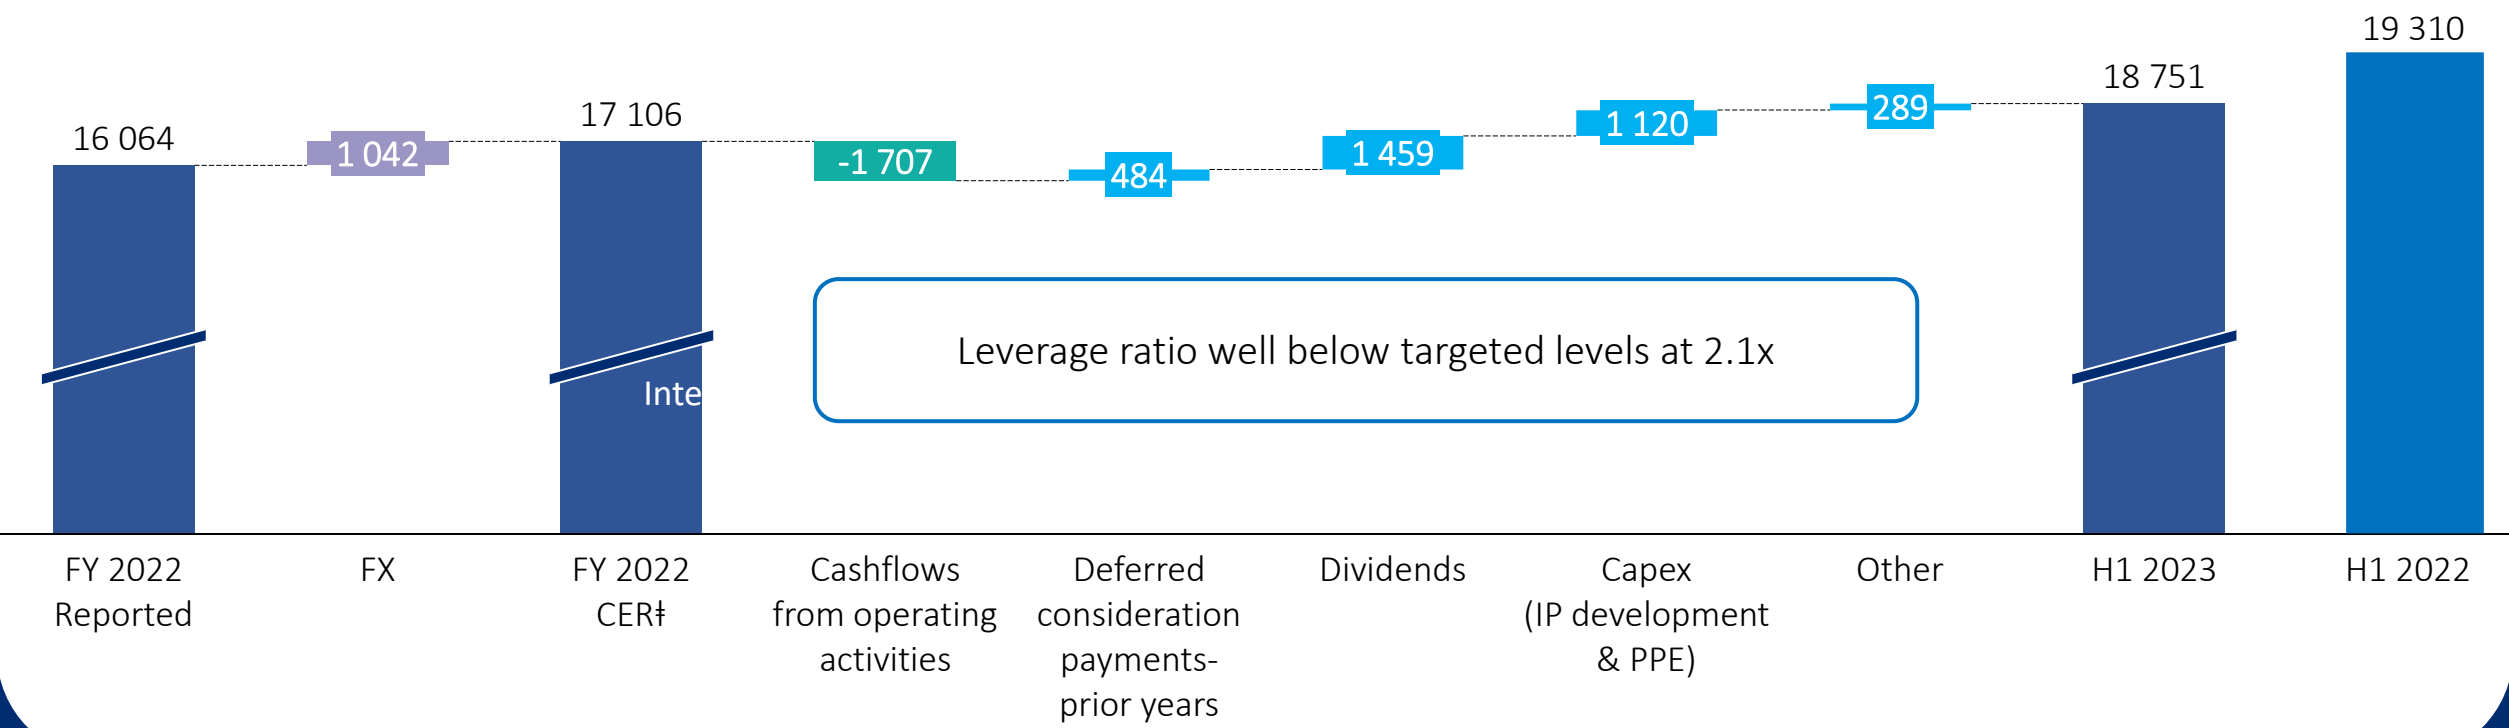 19 310
18 751
17 106
16 064
1 042
-1 707
484
1 459
1 120
289
Leverage ratio well below targeted levels at 2.1x
Inte
FY 2022
Reported
FX
FY 2022
CERǂ
Cashflows
from operating
activities
Deferred
consideration
payments-
prior years
Dividends
Capex
(IP development
& PPE)
Other
H1 2023
H1 2022